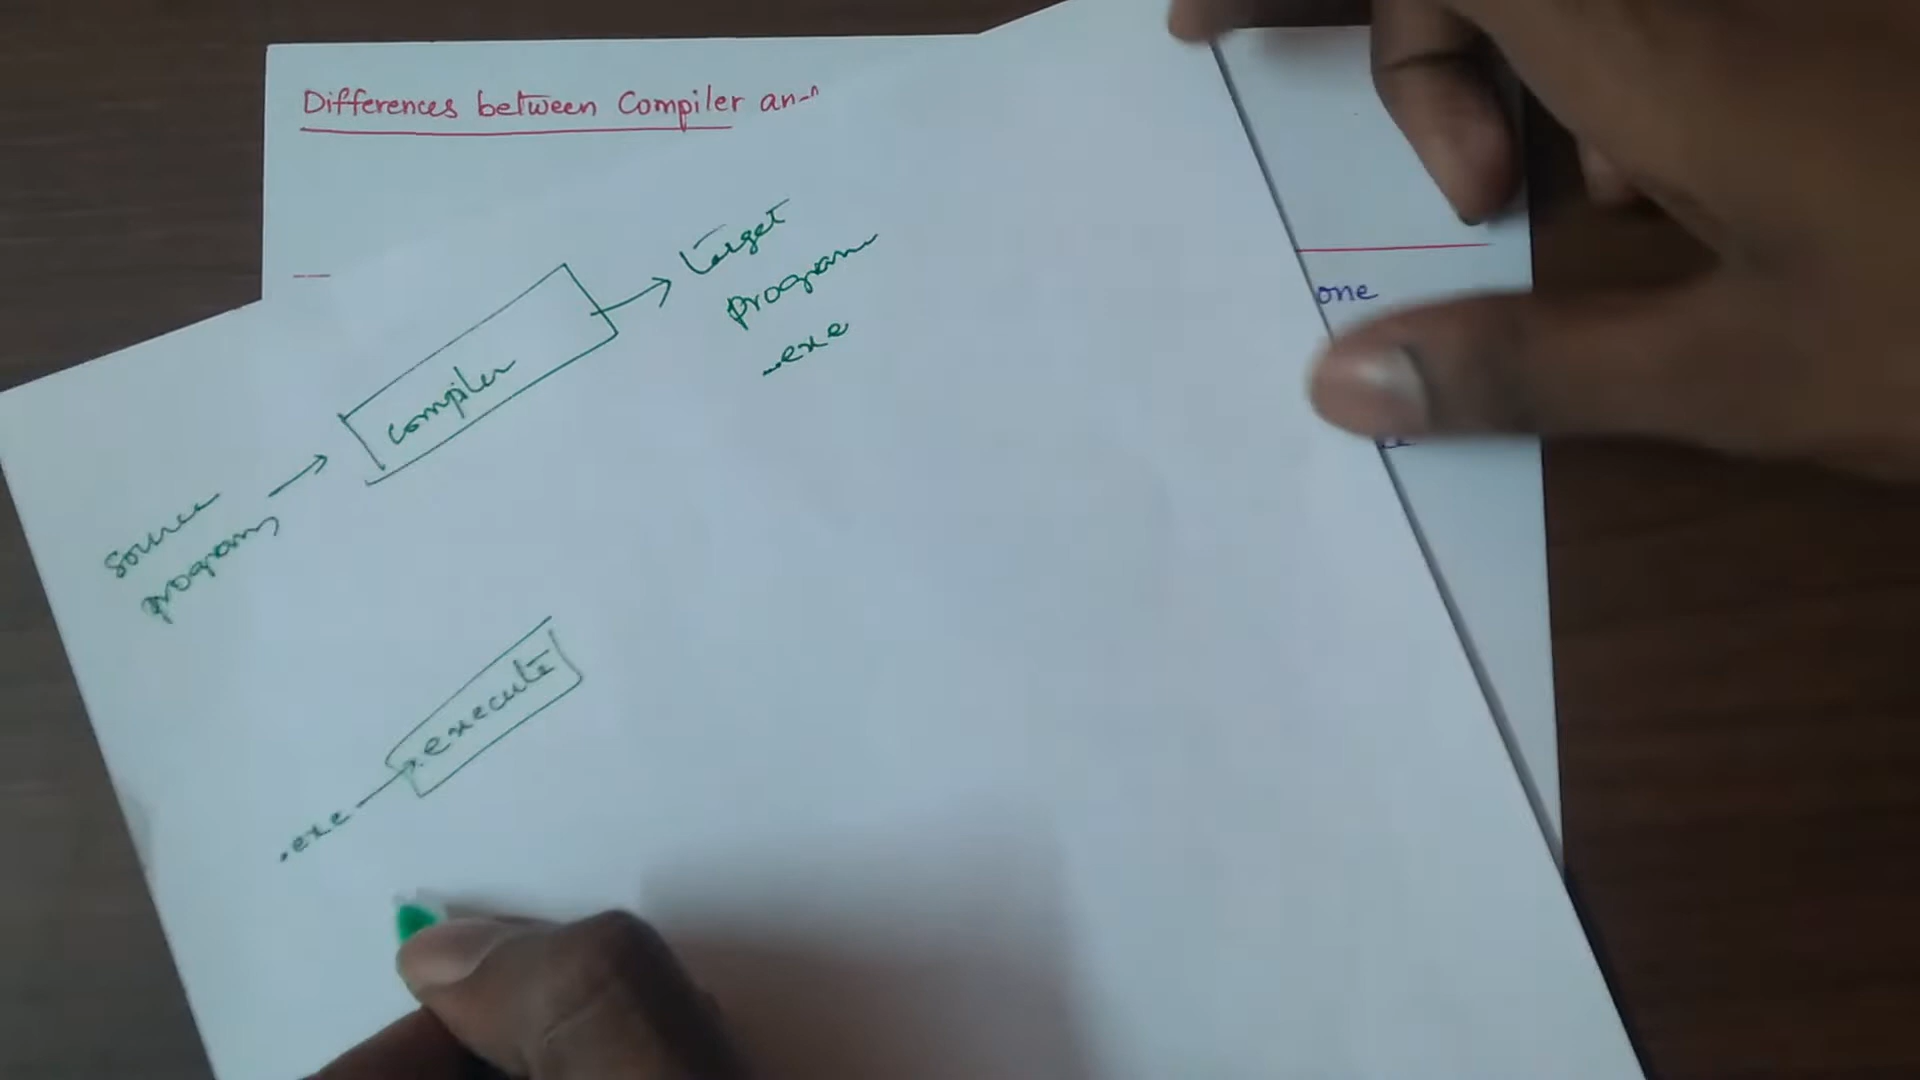 Differences between Compiler an
target
program
.exe
compiler
source
program
one
execute
.exe